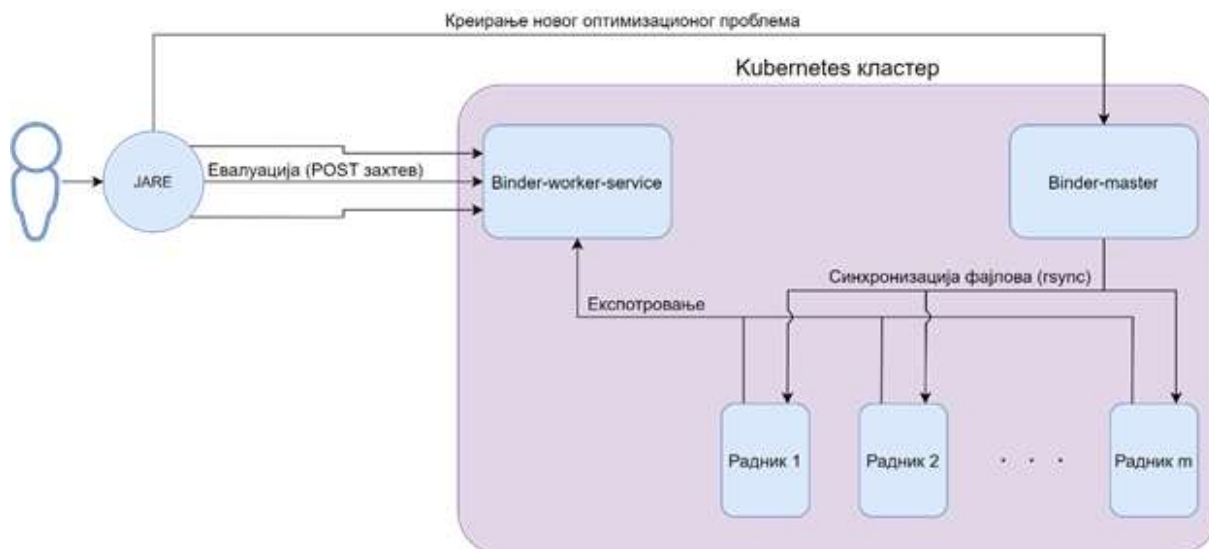 Креирање новог оптимизационог проблема
Kubernetes кластер
JARE
Евалуација (POST захтев)
Binder-worker-service
Binder-master
Синхронизација фајлова (rsync)
Експотровање
Радник 1
Радник 2
. . .
Радник m